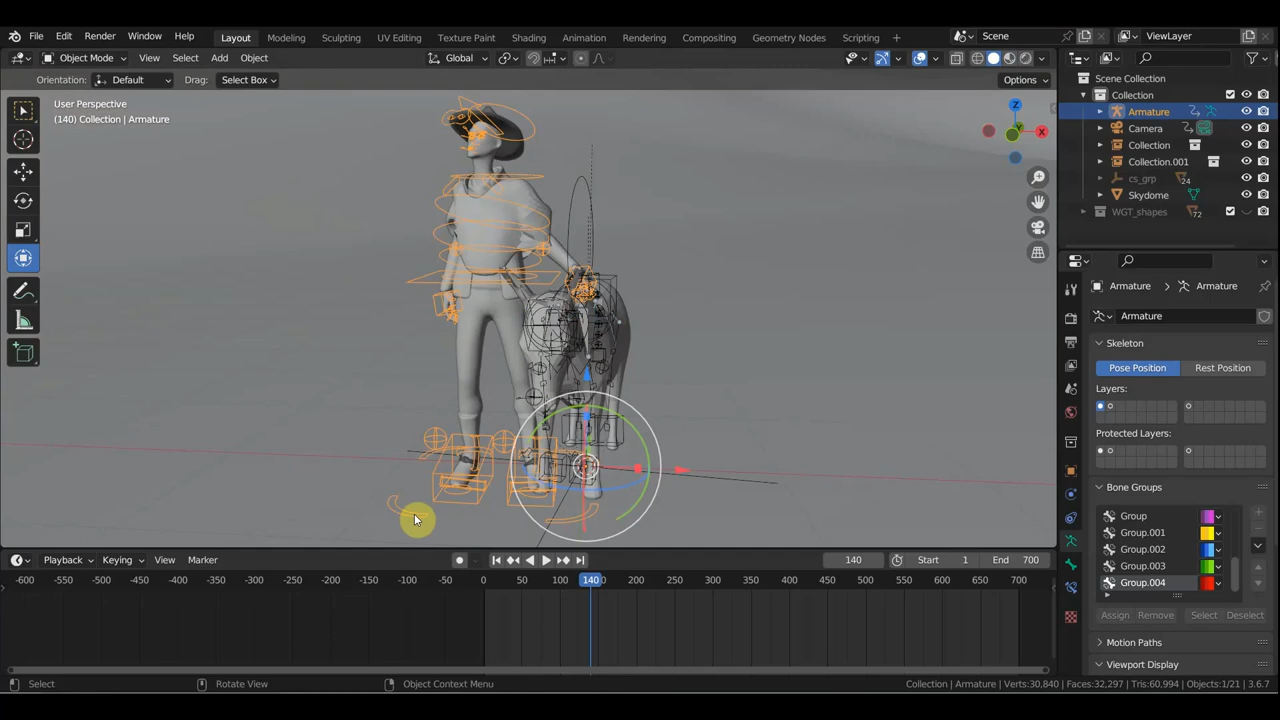 File Edit Render Window Help Layout Modeling Sculpting UV Editing Texture Paint Shading Animation Rendering Compositing Geometry Nodes Scripting + Scene ViewLayer
Object Mode View Select Add Object Global Options
Orientation: Default Drag: Select Box
User Perspective
(140) Collection | Armature
Z
X
Scene Collection
Collection
Armature
Camera
Collection
Collection.001
cs_grp 24
Skydome
WGT_shapes 72
Armature > Armature
Armature
Skeleton
Pose Position Rest Position
Layers:
Protected Layers:
Bone Groups
Group
Group.001
Group.002
Group.003
Group.004
Assign Remove Select Deselect
Motion Paths
Viewport Display
Playback Keying View Marker 140 Start 1 End 700
-600 -550 -500 -450 -400 -350 -300 -250 -200 -150 -100 -50 0 50 100 140 200 250 300 350 400 450 500 550 600 650 700
Select Rotate View Object Context Menu Collection | Armature | Verts:30,840 | Faces:32,297 | Tris:60,994 | Objects:1/21 | 3.6.7